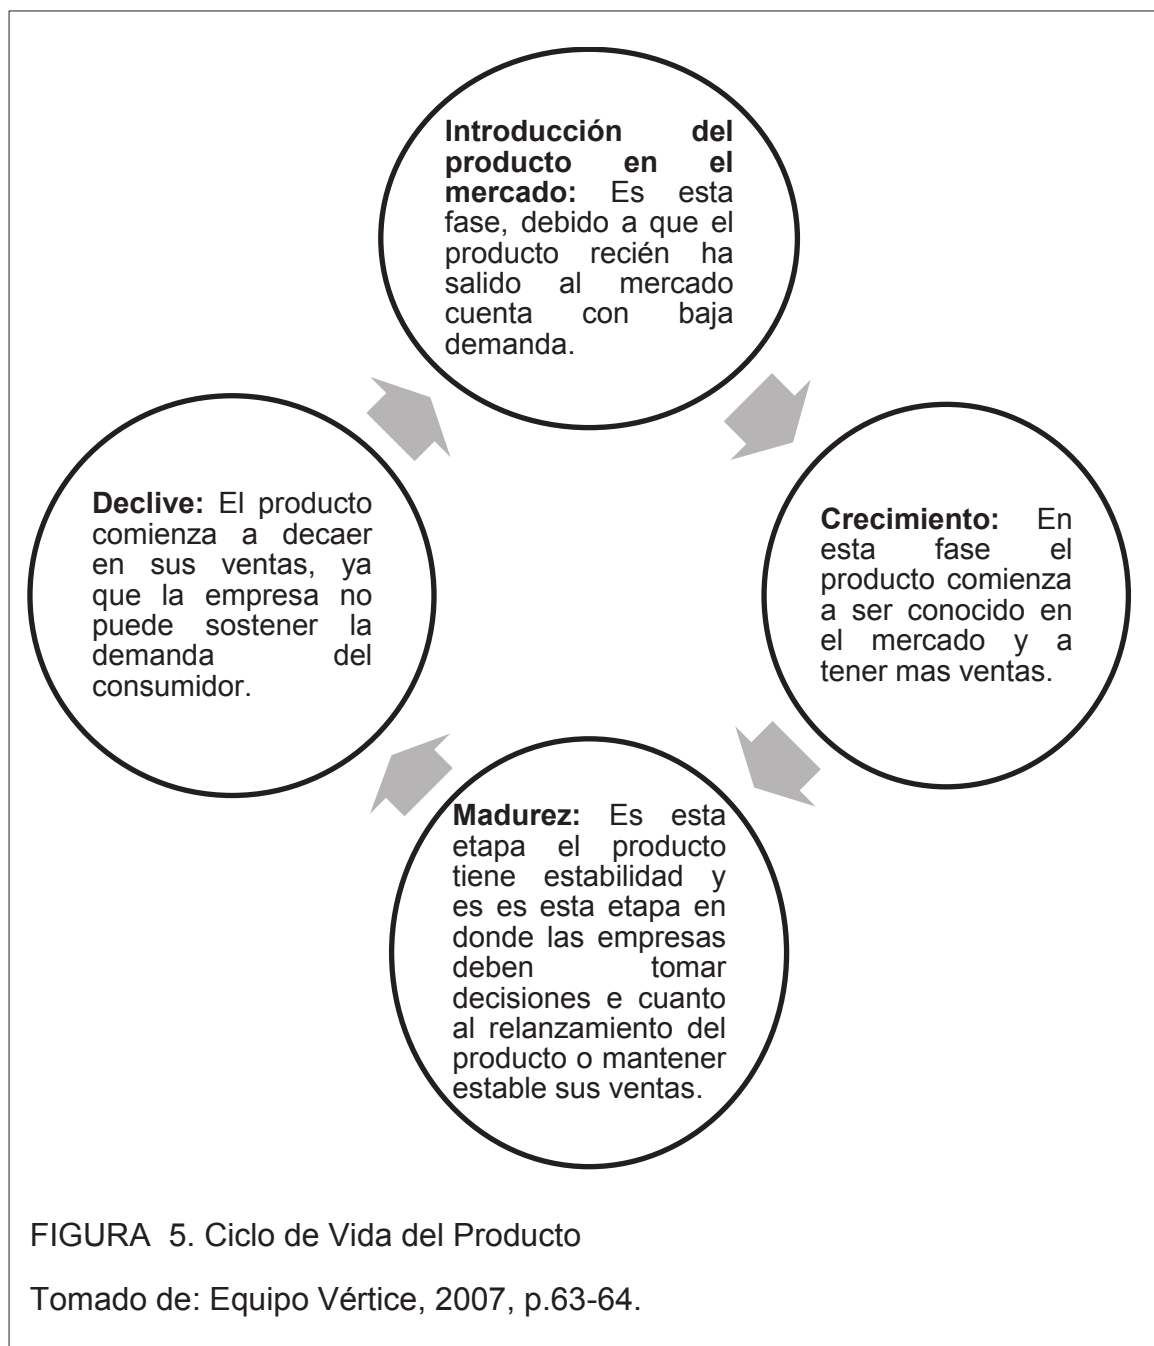 Introducción del
producto en el
mercado: Es esta
fase, debido a que el
producto recién ha
salido al mercado
cuenta con baja
demanda.
Crecimiento: En
esta fase el
producto comienza
a ser conocido en
el mercado y a
tener mas ventas.
Madurez: Es esta
etapa el producto
tiene estabilidad y
es es esta etapa en
donde las empresas
deben tomar
decisiones e cuanto
al relanzamiento del
producto o mantener
estable sus ventas.
Declive: El producto
comienza a decaer
en sus ventas, ya
que la empresa no
puede sostener la
demanda del
consumidor.
FIGURA 5. Ciclo de Vida del Producto
Tomado de: Equipo Vértice, 2007, p.63-64.